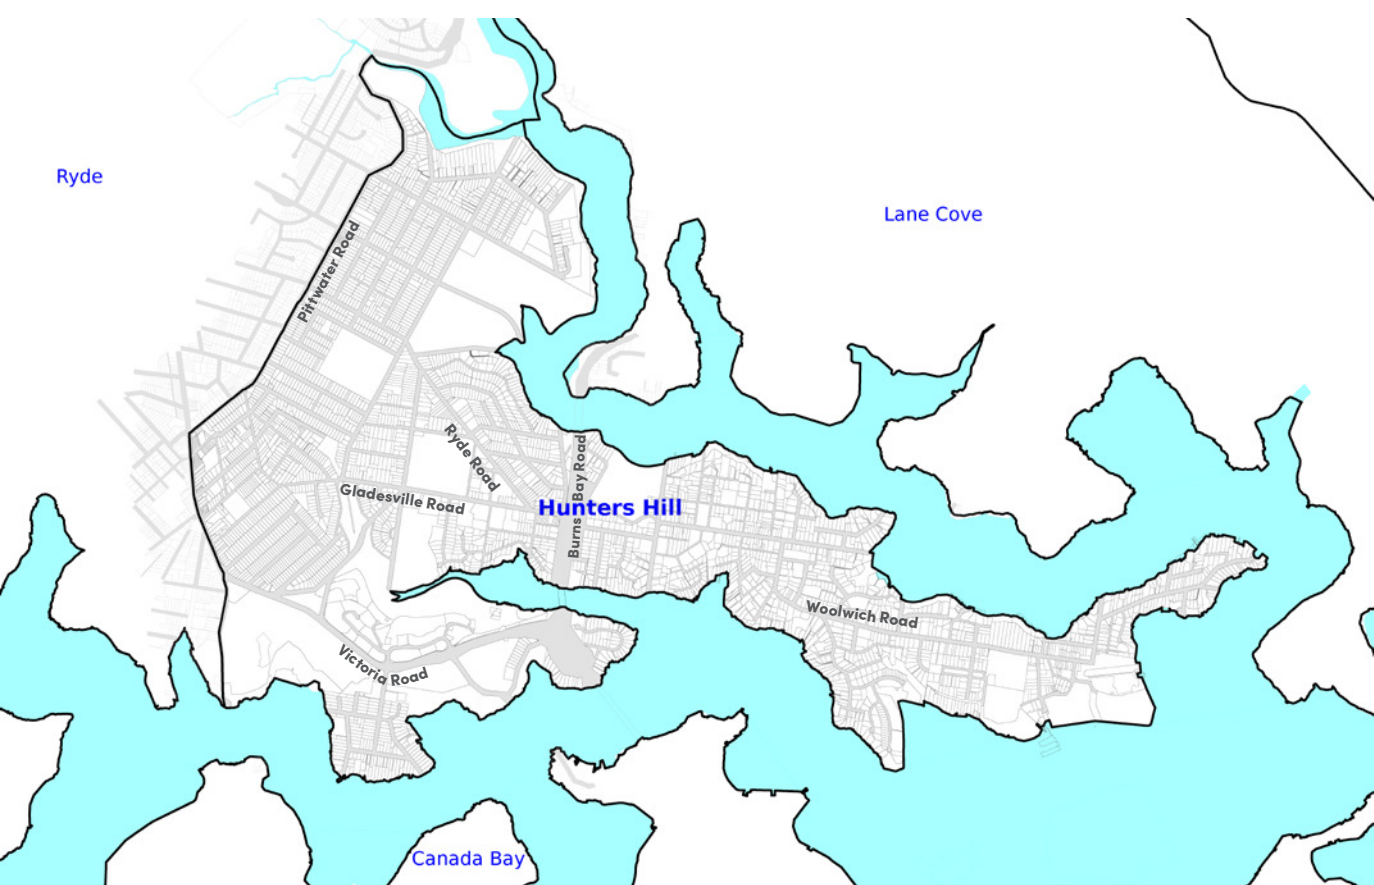 Ryde
Lane Cove
Pittwater Road
Ryde Road
Gladesville Road
Burns Bay Road
Hunters Hill
Woolwich Road
Victoria Road
Canada Bay